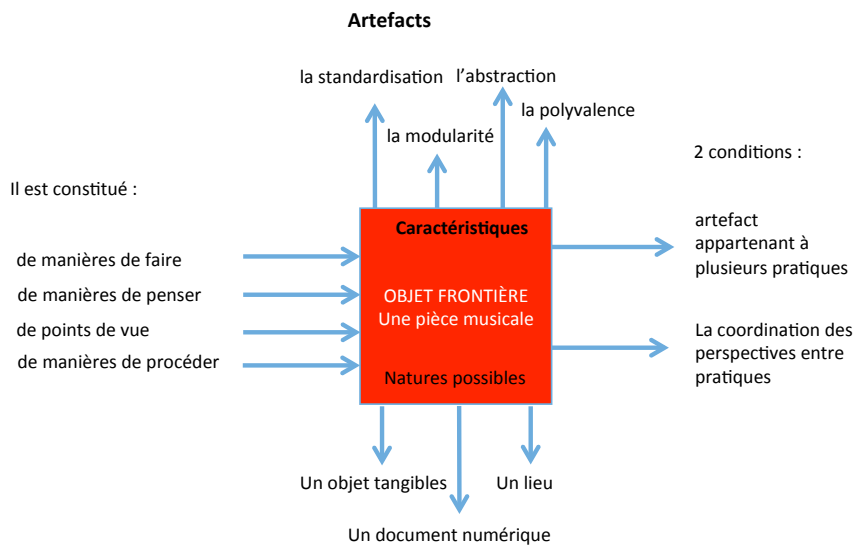 Artefacts
la standardisation
l'abstraction
la polyvalence
la modularité
2 conditions :
Il est constitué :
de manières de faire
de manières de penser
de points de vue
de manières de procéder
Caractéristiques
OBJET FRONTIÈRE
Une pièce musicale
Natures possibles
artefact
appartenant à
plusieurs pratiques
La coordination des
perspectives entre
pratiques
Un objet tangibles
Un lieu
Un document numérique